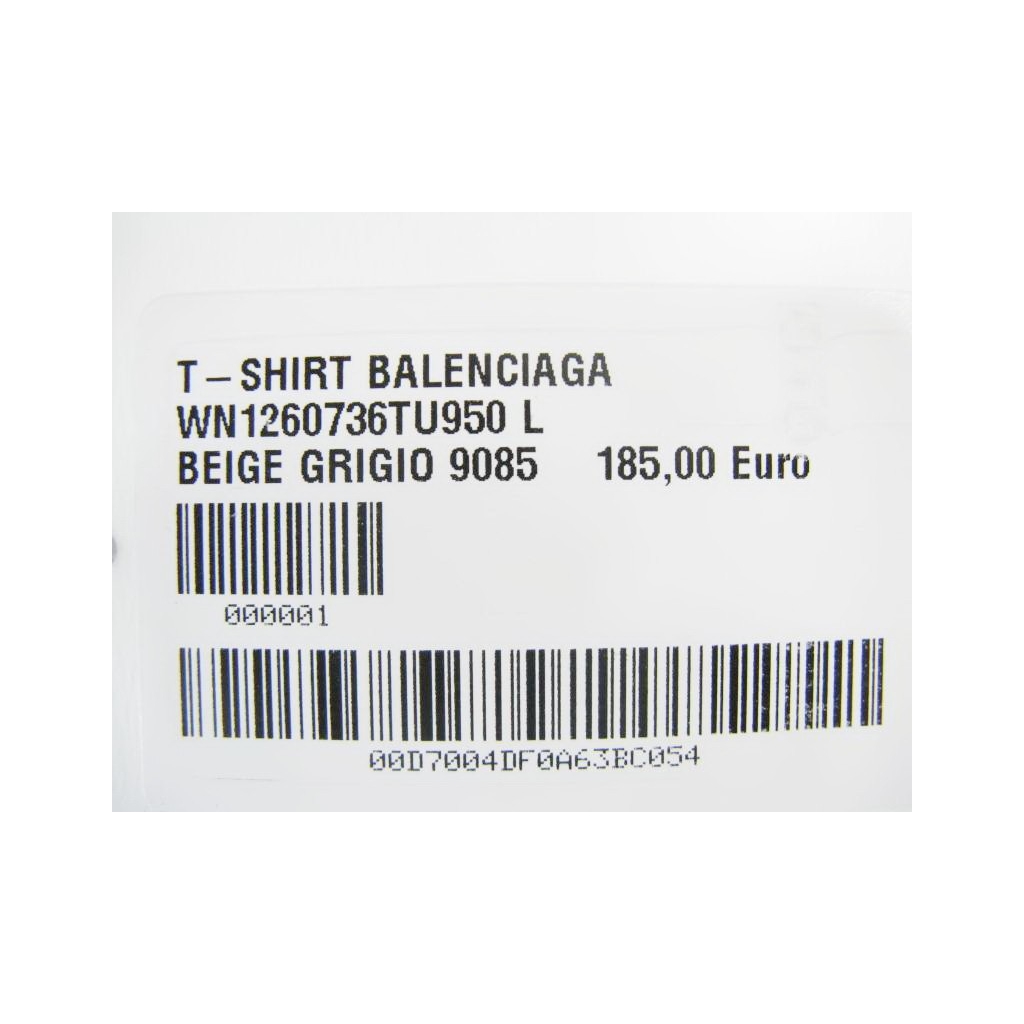 T-SHIRT BALENCIAGA
WN1260736TU950 L
BEIGE GRIGIO 9085 185,00 Euro
000001
00D7004DF0A63BC054